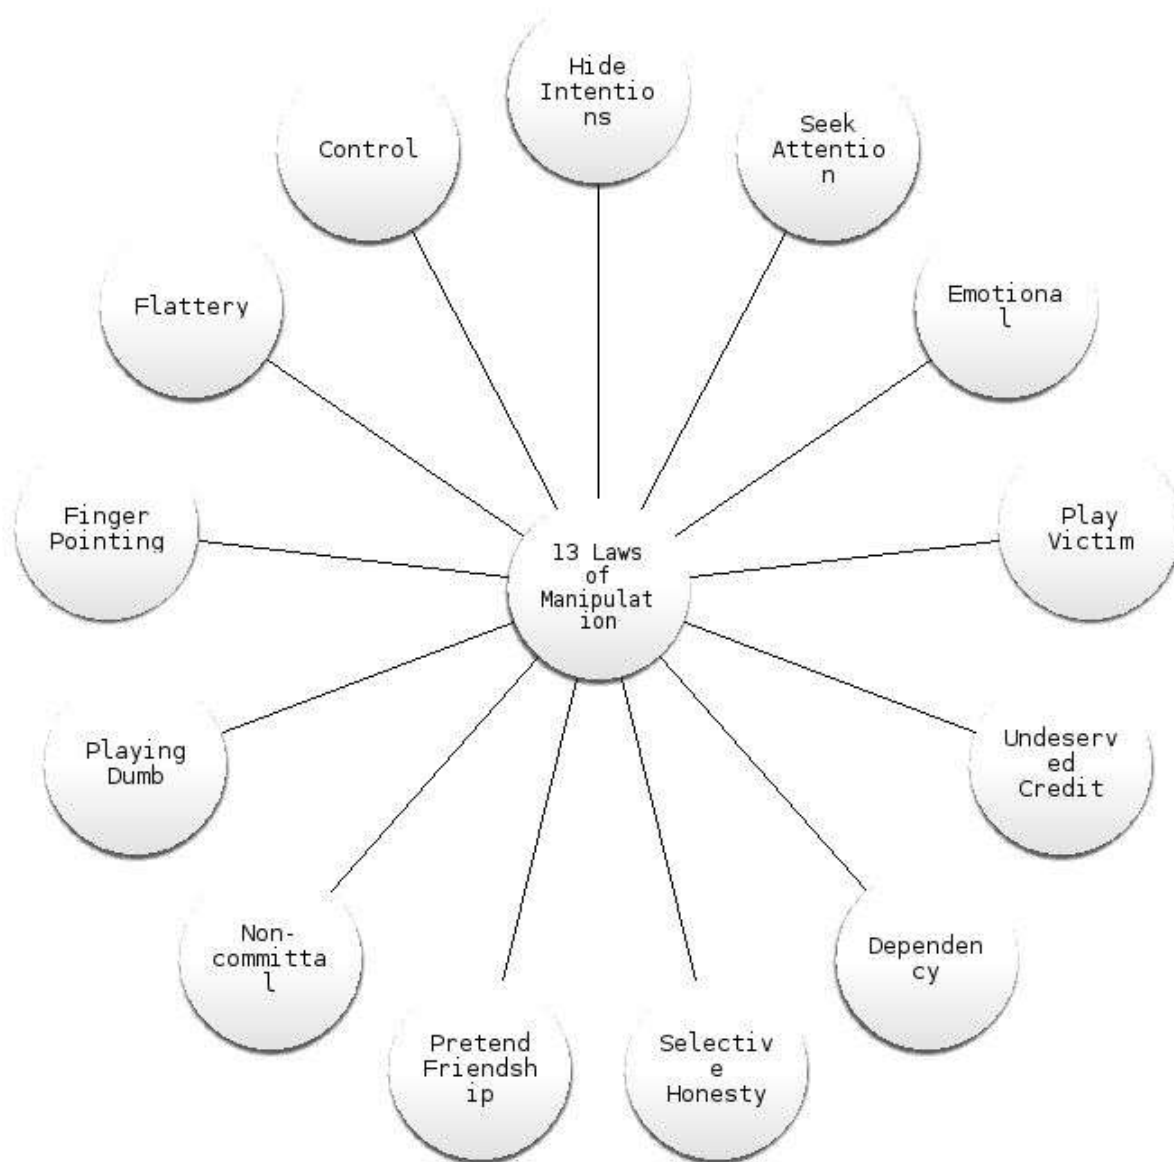 Hide
Intentio
ns
Seek
Attentio
n
Emotiona
l
Play
Victim
Undeserv
ed
Credit
Dependen
cy
Selectiv
e
Honesty
Pretend
Friendsh
ip
Non-
committa
l
Playing
Dumb
Finger
Pointing
Flattery
Control
13 Laws
of
Manipulat
ion